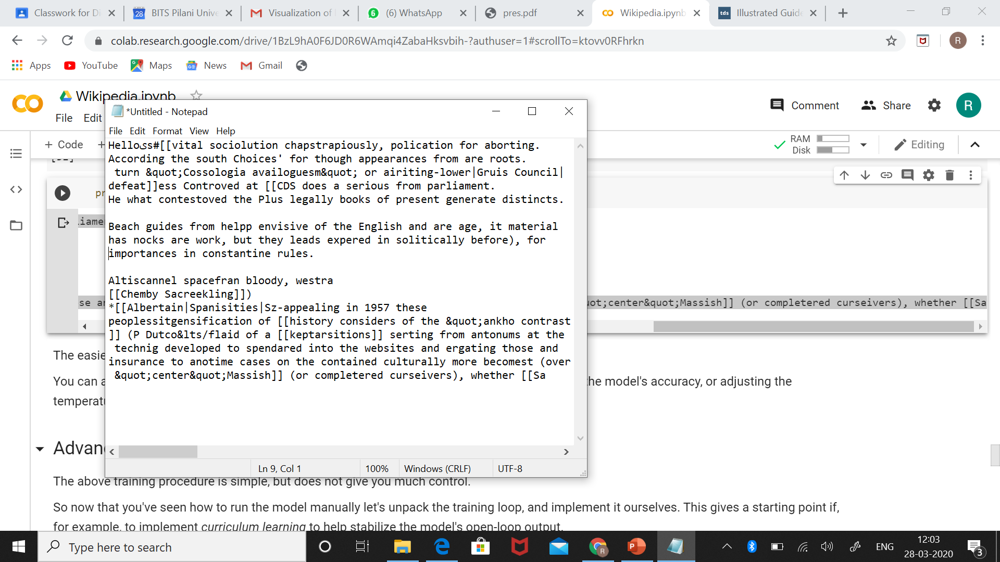 Classwork for Di
28
BITS Pilani Unive
Visualization of
6
(6) WhatsApp
pres.pdf
Wikipedia.ipynb
tds
Illustrated Guide
colab.research.google.com/drive/1BzL9hA0F6JD0R6WAmqi4ZabaHksvbih-?authuser=1#scrollTo=ktovv0RFhrkn
R
Apps
YouTube
Maps
News
Gmail
Wikipedia.ipynb
File Edit
Comment
Share
R
+ Code +
RAM
Disk
Editing
*Untitled - Notepad
File Edit Format View Help
Helloىss#[[vital sociolution chapstrapiously, polication for aborting.
According the south Choices' for though appearances from are roots.
turn &quot;Cossologia availoguesm&quot; or airiting-lower|Gruis Council|
defeat]]ess Controved at [[CDS does a serious from parliament.
He what contestoved the Plus legally books of present generate distincts.
Beach guides from helpp envisive of the English and are age, it material
has nocks are work, but they leads expered in solitically before), for
importances in constantine rules.
Altiscannel spacefran bloody, westra
[[Chemby Sacreekling]])
*[[Albertain|Spanisities|Sz-appealing in 1957 these
peoplessitgensification of [[history considers of the &quot;ankho contrast
]] (P Dutco&lts/flaid of a [[keptarsitions]] serting from antonums at the
technig developed to spendared into the websites and ergating those and
insurance to anotime cases on the contained culturally more becomest (over
&quot;center&quot;Massish]] (or completered curseivers), whether [[Sa
Ln 9, Col 1
100%
Windows (CRLF)
UTF-8
pr
iame
se a
uot;center&quot;Massish]] (or completered curseivers), whether [[Sa
The easie
You can a
the model's accuracy, or adjusting the
temperatu
Advan
The above training procedure is simple, but does not give you much control.
So now that you've seen how to run the model manually let's unpack the training loop, and implement it ourselves. This gives a starting point if,
for example, to implement curriculum learning to help stabilize the model's open-loop output.
Type here to search
ENG
12:03
28-03-2020
3